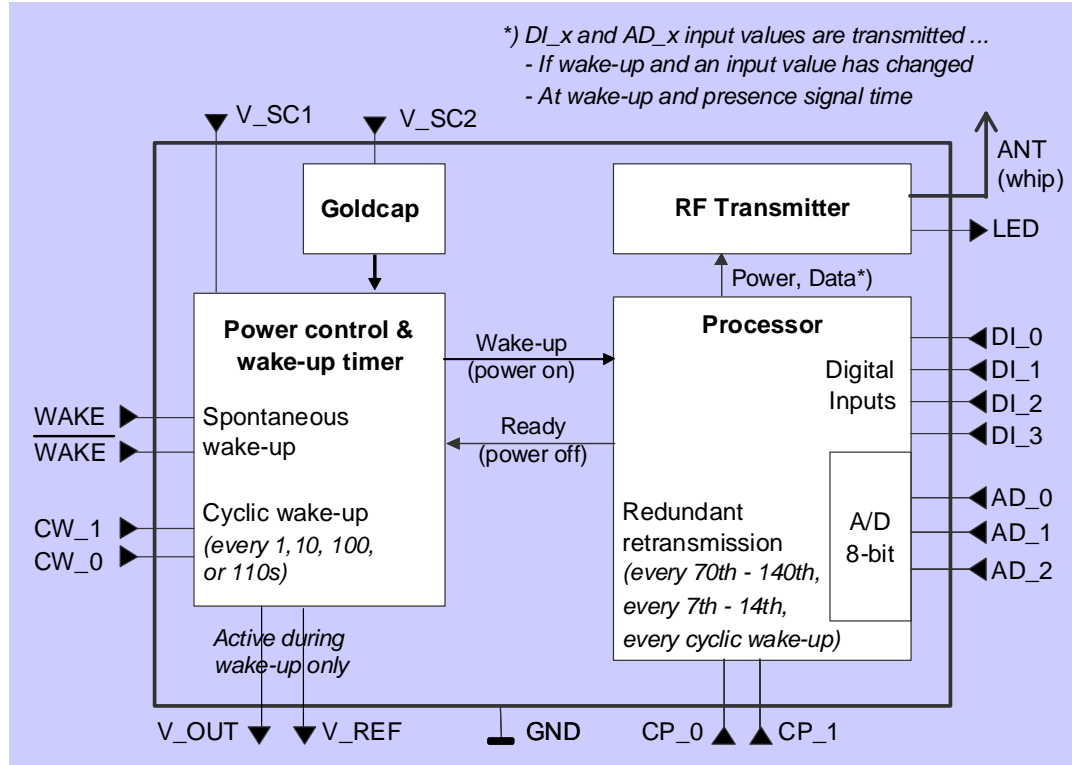 *) DI_x and AD_x input values are transmitted ...
- If wake-up and an input value has changed
- At wake-up and presence signal time
V_SC1
V_SC2
ANT
(whip)
Goldcap
RF Transmitter
LED
Power, Data*)
Power control &
wake-up timer
Wake-up
(power on)
Processor
DI_0
Digital
Inputs
DI_1
DI_2
DI_3
WAKE
WAKE
Spontaneous
wake-up
Ready
(power off)
CW_1
CW_0
Cyclic wake-up
(every 1,10, 100,
or 110s)
Redundant
retransmission
(every 70th - 140th,
every 7th - 14th,
every cyclic wake-up)
A/D
8-bit
AD_0
AD_1
AD_2
Active during
wake-up only
V_OUT
V_REF
GND
CP_0
CP_1